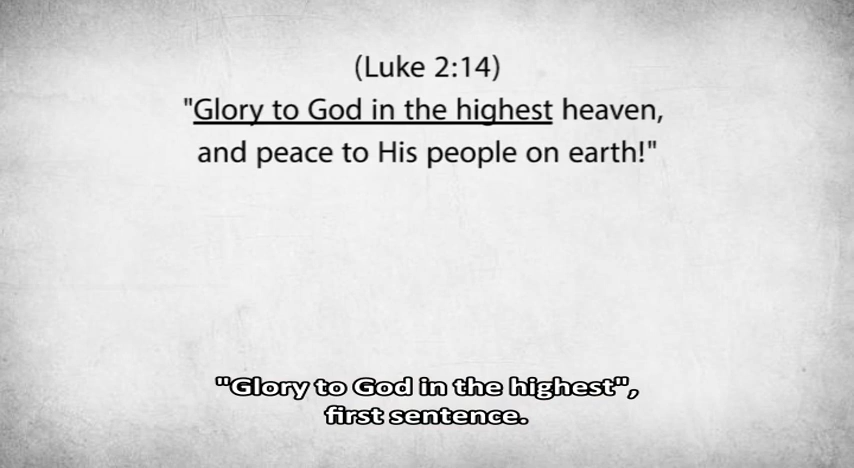 (Luke 2:14)
"Glory to God in the highest heaven,
and peace to His people on earth!"
"Glory to God in the highest",
first sentence.